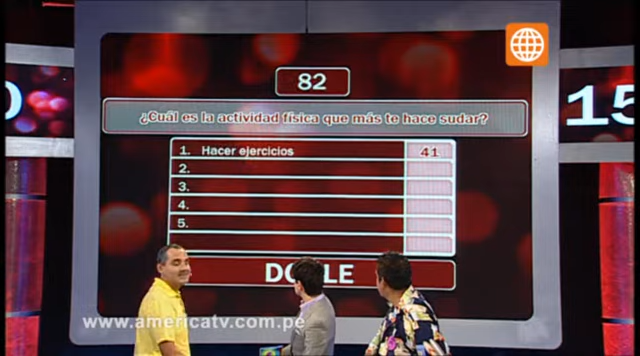 82
¿Cuál es la actividad física que más te hace sudar?
1. Hacer ejercicios 41
2.
3.
4.
5.
0
15
www.americatv.com.pe